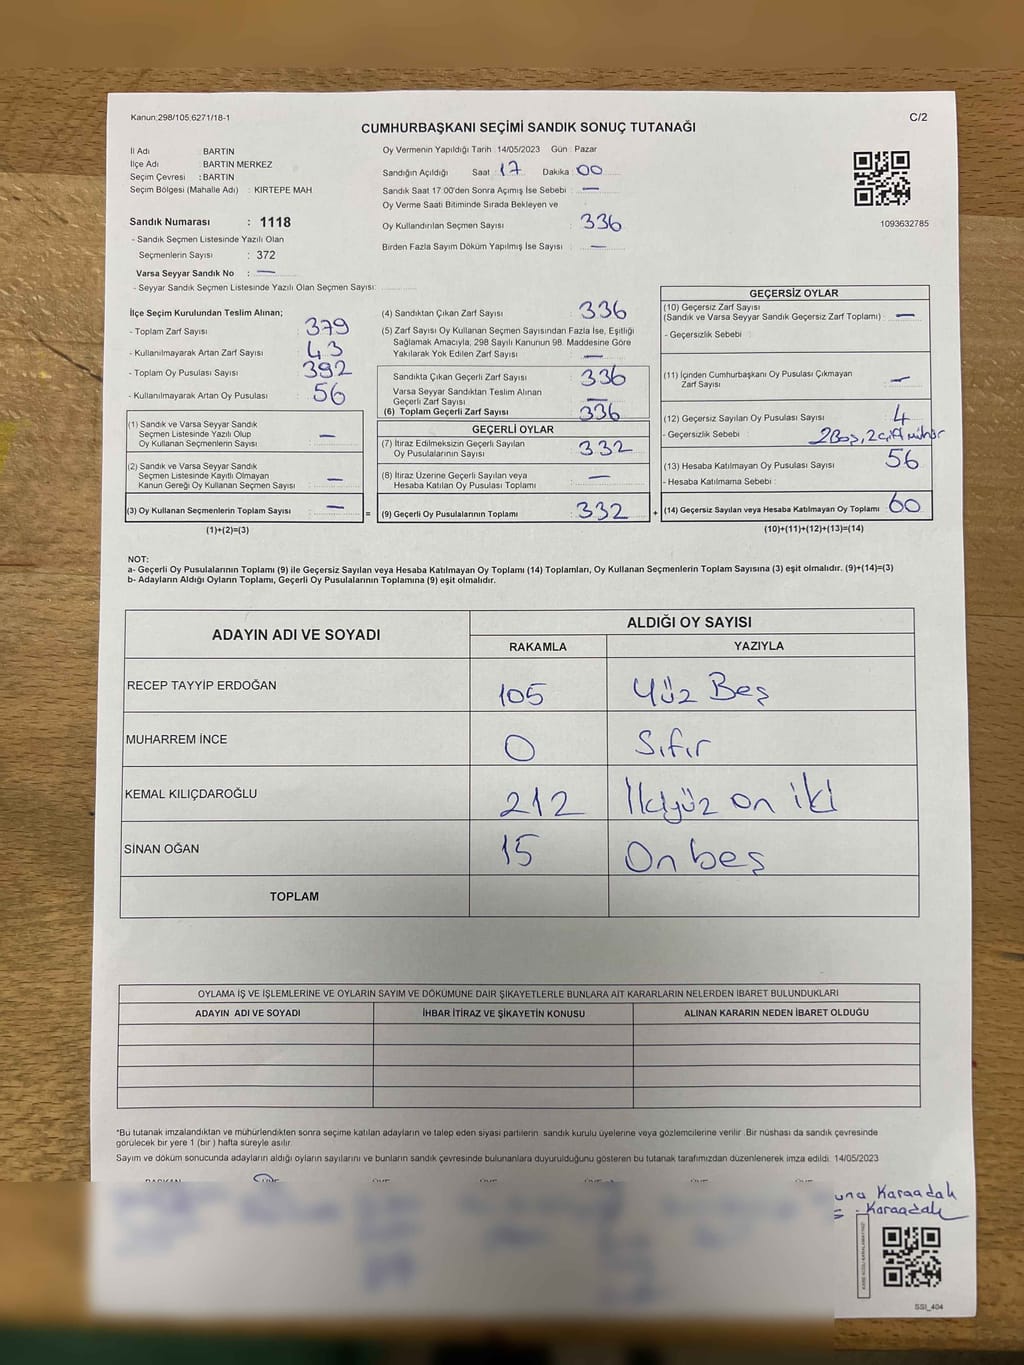 Kanun;298/105,6271/18-1
C/2
CUMHURBAŞKANI SEÇİMİ SANDIK SONUÇ TUTANAĞI
İl Adı : BARTIN
İlçe Adı : BARTIN MERKEZ
Seçim Çevresi : BARTIN
Seçim Bölgesi (Mahalle Adı) : KIRTEPE MAH
Sandık Numarası : 1118
- Sandık Seçmen Listesinde Yazılı Olan
Seçmenlerin Sayısı : 372
Varsa Seyyar Sandık No : —
- Seyyar Sandık Seçmen Listesinde Yazılı Olan Seçmen Sayısı:
Oy Vermenin Yapıldığı Tarih :14/05/2023 Gün : Pazar
Sandığın Açıldığı Saat : 17 Dakika : 00
Sandık Saat 17:00'den Sonra Açımış İse Sebebi : —
Oy Verme Saati Bitiminde Sırada Bekleyen ve
Oy Kullandırılan Seçmen Sayısı : 336
Birden Fazla Sayım Döküm Yapılmış İse Sayısı : —
1093632785
İlçe Seçim Kurulundan Teslim Alınan;
- Toplam Zarf Sayısı : 379
- Kullanılmayarak Artan Zarf Sayısı : 43
- Toplam Oy Pusulası Sayısı : 392
- Kullanılmayarak Artan Oy Pusulası : 56
(1) Sandık ve Varsa Seyyar Sandık
Seçmen Listesinde Yazılı Olup
Oy Kullanan Seçmenlerin Sayısı : —
(2) Sandık ve Varsa Seyyar Sandık
Seçmen Listesinde Kayıtlı Olmayan
Kanun Gereği Oy Kullanan Seçmen Sayısı : —
(3) Oy Kullanan Seçmenlerin Toplam Sayısı : —
(1)+(2)=(3)
(4) Sandıktan Çıkan Zarf Sayısı : 336
(5) Zarf Sayısı Oy Kullanan Seçmen Sayısından Fazla İse, Eşitliği
Sağlamak Amacıyla, 298 Sayılı Kanunun 98. Maddesine Göre
Yakılarak Yok Edilen Zarf Sayısı : —
Sandıkta Çıkan Geçerli Zarf Sayısı : 336
Varsa Seyyar Sandıktan Teslim Alınan
Geçerli Zarf Sayısı : —
(6) Toplam Geçerli Zarf Sayısı : 336
GEÇERLİ OYLAR
(7) İtiraz Edilmeksizin Geçerli Sayılan
Oy Pusulalarının Sayısı : 332
(8) İtiraz Üzerine Geçerli Sayılan veya
Hesaba Katılan Oy Pusulası Toplamı : —
= (9) Geçerli Oy Pusulalarının Toplamı : 332 +
GEÇERSİZ OYLAR
(10) Geçersiz Zarf Sayısı
(Sandık ve Varsa Seyyar Sandık Geçersiz Zarf Toplamı) : —
- Geçersizlik Sebebi :
(11) İçinden Cumhurbaşkanı Oy Pusulası Çıkmayan
Zarf Sayısı : —
(12) Geçersiz Sayılan Oy Pusulası Sayısı : 4
- Geçersizlik Sebebi : 2 Boş, 2 çift mühür
(13) Hesaba Katılmayan Oy Pusulası Sayısı : 56
- Hesaba Katılmama Sebebi :
(14) Geçersiz Sayılan veya Hesaba Katılmayan Oy Toplamı : 60
(10)+(11)+(12)+(13)=(14)
NOT:
a- Geçerli Oy Pusulalarının Toplamı (9) ile Geçersiz Sayılan veya Hesaba Katılmayan Oy Toplamı (14) Toplamları, Oy Kullanan Seçmenlerin Toplam Sayısına (3) eşit olmalıdır. (9)+(14)=(3)
b- Adayların Aldığı Oyların Toplamı, Geçerli Oy Pusulalarının Toplamına (9) eşit olmalıdır.
ADAYIN ADI VE SOYADI ALDIĞI OY SAYISI
RAKAMLA YAZIYLA
RECEP TAYYİP ERDOĞAN 105 Yüz Beş
MUHARREM İNCE 0 Sıfır
KEMAL KILIÇDAROĞLU 212 İkiyüz on iki
SİNAN OĞAN 15 On beş
TOPLAM
OYLAMA İŞ VE İŞLEMLERİNE VE OYLARIN SAYIM VE DÖKÜMÜNE DAİR ŞİKAYETLERLE BUNLARA AİT KARARLARIN NELERDEN İBARET BULUNDUKLARI
ADAYIN ADI VE SOYADI İHBAR İTİRAZ VE ŞİKAYETİN KONUSU ALINAN KARARIN NEDEN İBARET OLDUĞU
*Bu tutanak imzalandıktan ve mühürlendikten sonra seçime katılan adayların ve talep eden siyasi partilerin sandık kurulu üyelerine veya gözlemcilerine verilir. Bir nüshası da sandık çevresinde
görülecek bir yere 1 (bir ) hafta süreyle asılır.
Sayım ve döküm sonucunda adayların aldığı oyların sayılarını ve bunların sandık çevresinde bulunanlara duyurulduğunu gösteren bu tutanak tarafımızdan düzenlenerek imza edildi. 14/05/2023
una Karaadalı
Karaadalı
SSI_404